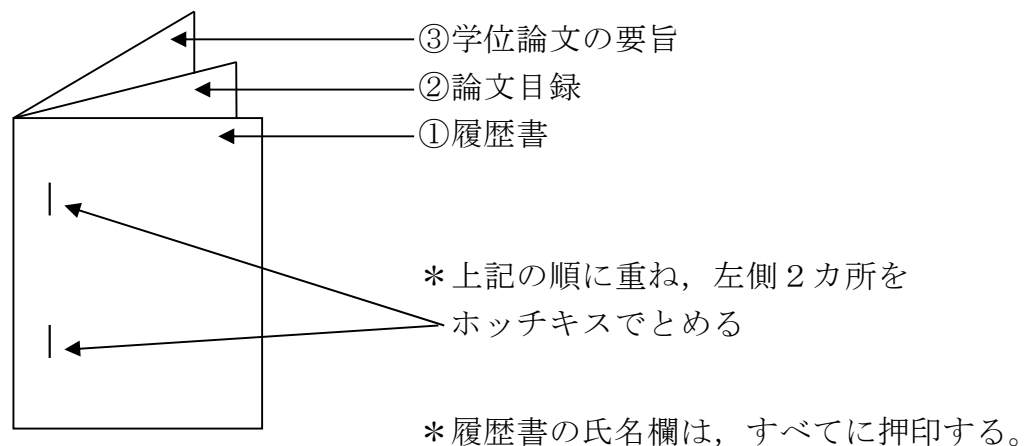 ③学位論文の要旨
②論文目録
①履歴書
＊上記の順に重ね，左側２カ所を
ホッチキスでとめる
＊履歴書の氏名欄は，すべてに押印する。